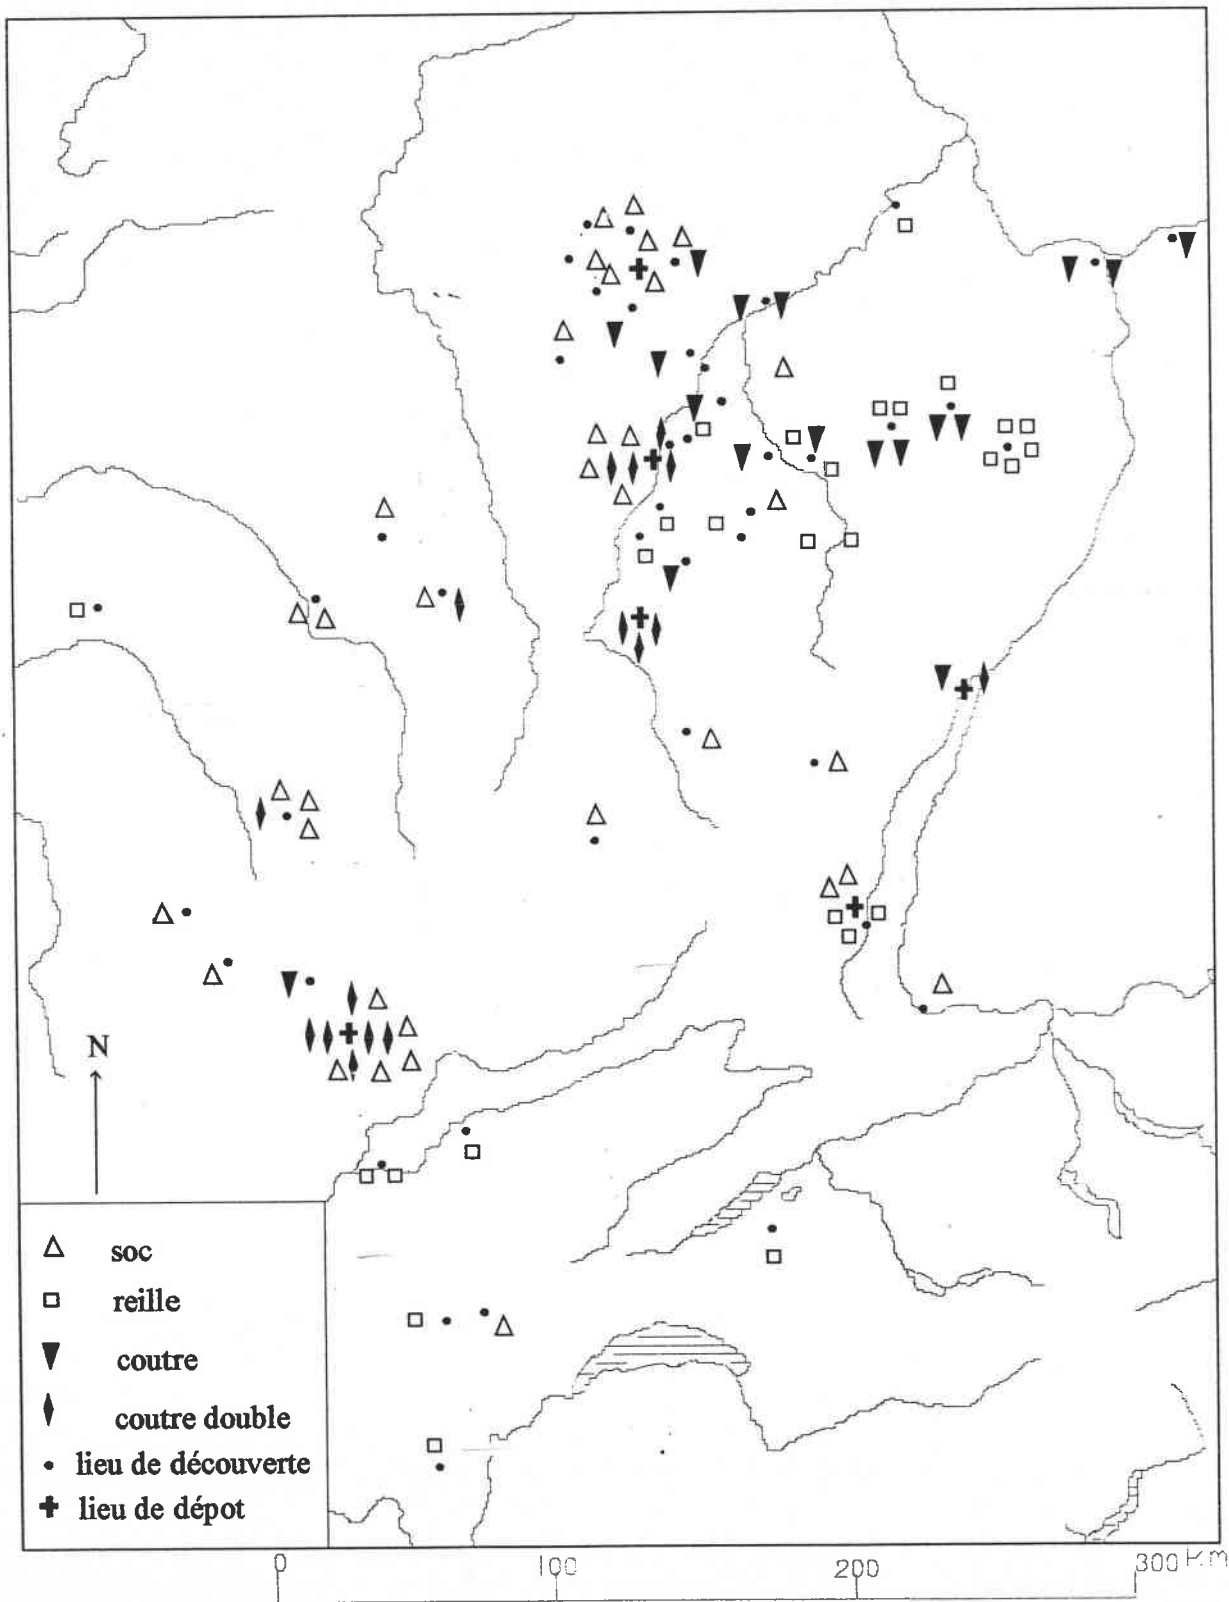 N
soc
reille
coutre
coutre double
lieu de découverte
lieu de dépot
0 100 200 300 Km